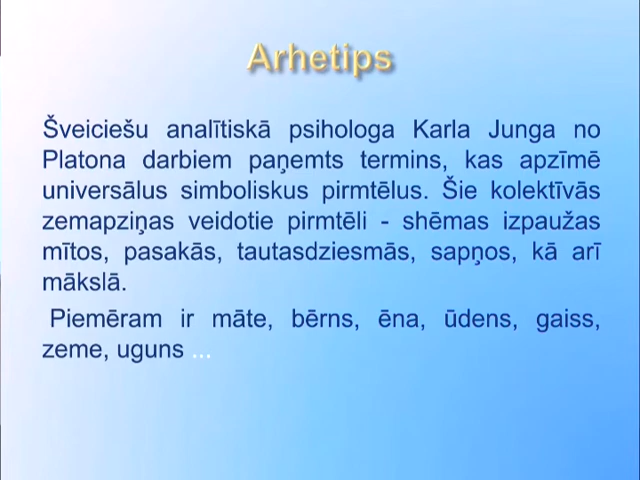 Arhetips
Šveiciešu analītiskā psihologa Karla Junga no
Platona darbiem paņemts termins, kas apzīmē
universālus simboliskus pirmtēlus. Šie kolektīvās
zemapziņas veidotie pirmtēli - shēmas izpaužas
mītos, pasakās, tautasdziesmās, sapņos, kā arī
mākslā.
Piemēram ir māte, bērns, ēna, ūdens, gaiss,
zeme, uguns ...